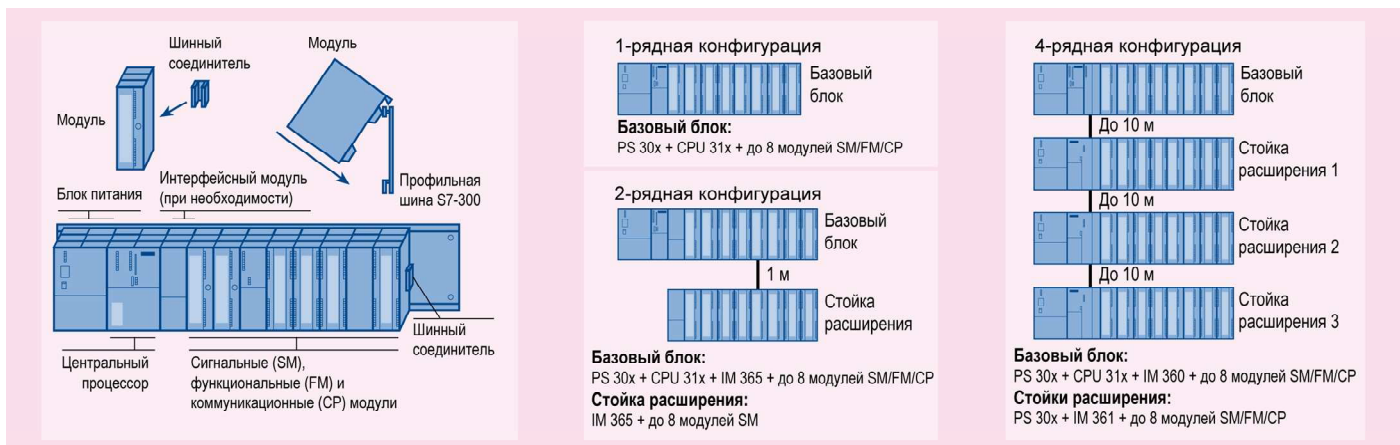 Шинный
соединитель
Модуль
Модуль
Профильная
шина S7-300
Блок питания
Интерфейсный модуль
(при необходимости)
Шинный
соединитель
Центральный
процессор
Сигнальные (SM),
функциональные (FM) и
коммуникационные (CP) модули
1-рядная конфигурация
Базовый
блок
Базовый блок:
PS 30x + CPU 31x + до 8 модулей SM/FM/CP
2-рядная конфигурация
Базовый
блок
1 м
Стойка
расширения
Базовый блок:
PS 30x + CPU 31x + IM 365 + до 8 модулей SM/FM/CP
Стойка расширения:
IM 365 + до 8 модулей SM
4-рядная конфигурация
Базовый
блок
До 10 м
Стойка
расширения 1
До 10 м
Стойка
расширения 2
До 10 м
Стойка
расширения 3
Базовый блок:
PS 30x + CPU 31x + IM 360 + до 8 модулей SM/FM/CP
Стойки расширения:
PS 30x + IM 361 + до 8 модулей SM/FM/CP